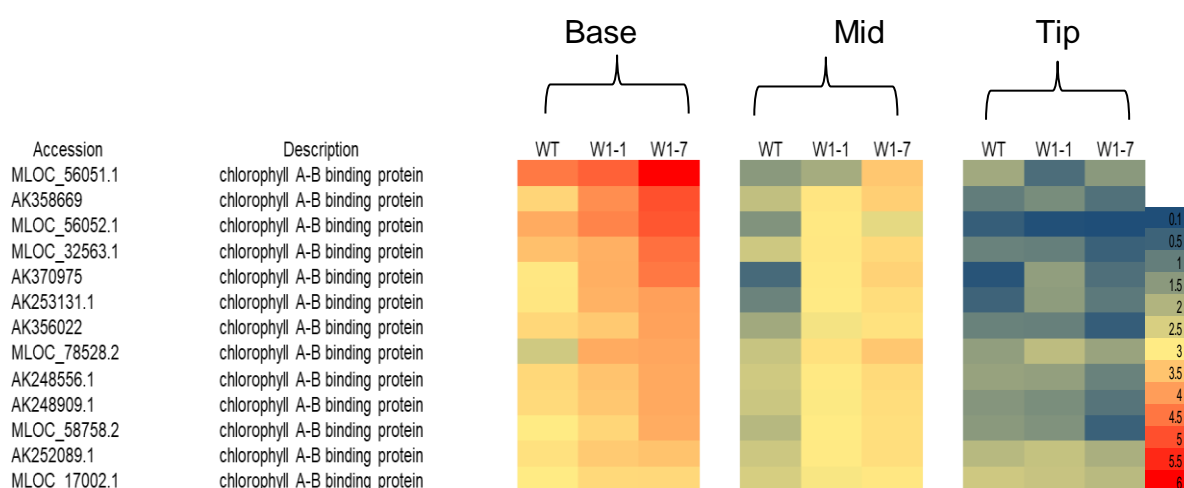 Base Mid Tip
Accession Description WT W1-1 W1-7 WT W1-1 W1-7 WT W1-1 W1-7
MLOC_56051.1 chlorophyll A-B binding protein
AK358669 chlorophyll A-B binding protein
MLOC_56052.1 chlorophyll A-B binding protein 0.1
MLOC_32563.1 chlorophyll A-B binding protein 0.5
AK370975 chlorophyll A-B binding protein 1
1.5
AK253131.1 chlorophyll A-B binding protein 2
AK356022 chlorophyll A-B binding protein 2.5
MLOC_78528.2 chlorophyll A-B binding protein 3
AK248556.1 chlorophyll A-B binding protein 3.5
AK248909.1 chlorophyll A-B binding protein 4
MLOC_58758.2 chlorophyll A-B binding protein 4.5
5
AK252089.1 chlorophyll A-B binding protein 5.5
MLOC_17002.1 chlorophyll A-B binding protein 6